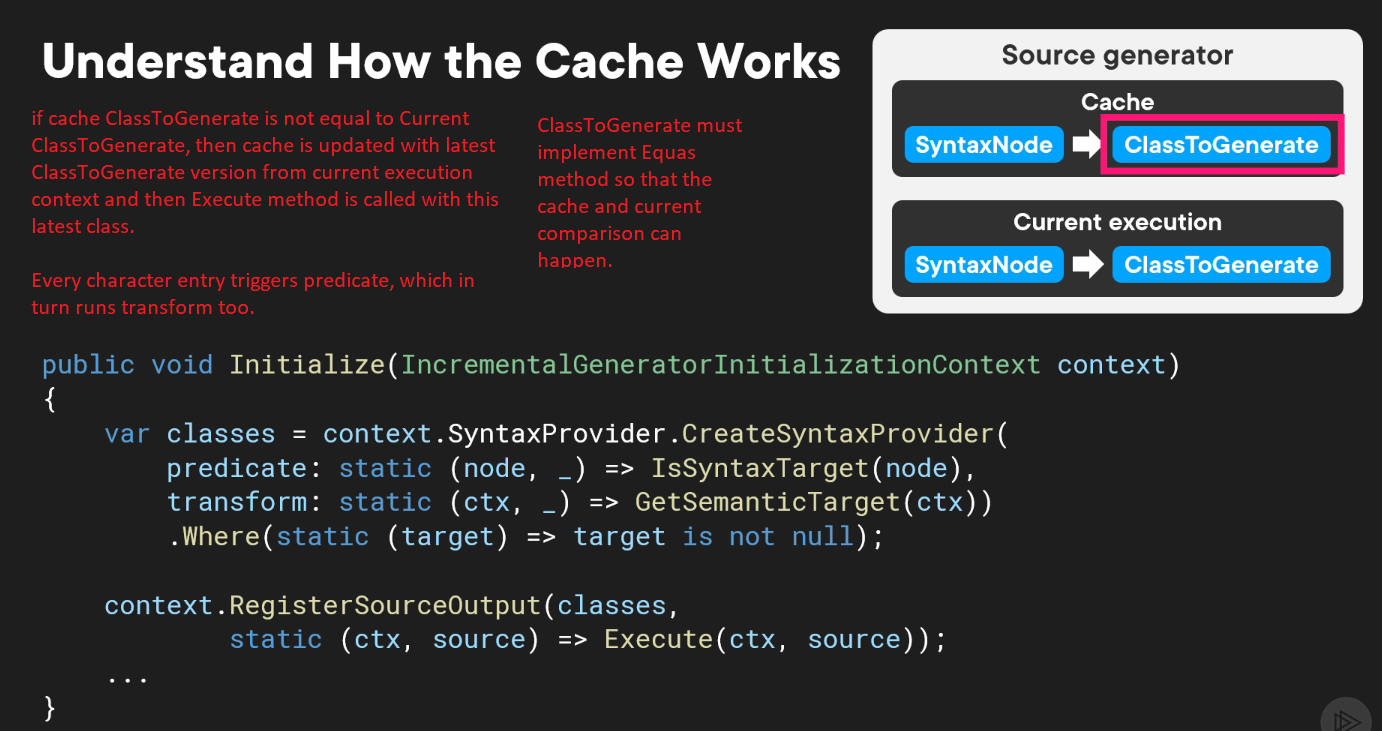 Understand How the Cache Works
if cache ClassToGenerate is not equal to Current
ClassToGenerate, then cache is updated with latest
ClassToGenerate version from current execution
context and then Execute method is called with this
latest class.
Every character entry triggers predicate, which in
turn runs transform too.
ClassToGenerate must
implement Equas
method so that the
cache and current
comparison can
happen.
Source generator
Cache
SyntaxNode ClassToGenerate
Current execution
SyntaxNode ClassToGenerate
public void Initialize(IncrementalGeneratorInitializationContext context)
{
    var classes = context.SyntaxProvider.CreateSyntaxProvider(
        predicate: static (node, _) => IsSyntaxTarget(node),
        transform: static (ctx, _) => GetSemanticTarget(ctx))
        .Where(static (target) => target is not null);
    context.RegisterSourceOutput(classes,
            static (ctx, source) => Execute(ctx, source));
    ...
}